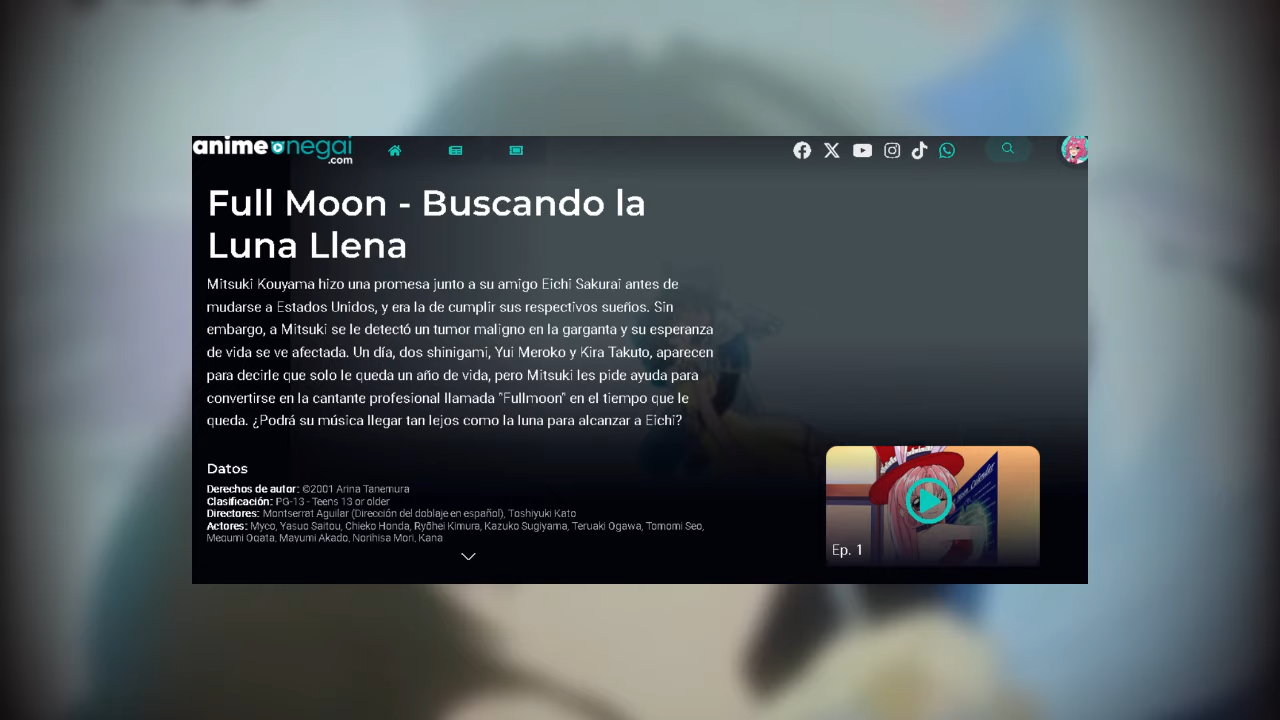 animeonegai
.com
Full Moon - Buscando la
Luna Llena
Mitsuki Kouyama hizo una promesa junto a su amigo Eichi Sakurai antes de
mudarse a Estados Unidos, y era la de cumplir sus respectivos sueños. Sin
embargo, a Mitsuki se le detectó un tumor maligno en la garganta y su esperanza
de vida se ve afectada. Un día, dos shinigami, Yui Meroko y Kira Takuto, aparecen
para decirle que solo le queda un año de vida, pero Mitsuki les pide ayuda para
convertirse en la cantante profesional llamada "Fullmoon" en el tiempo que le
queda. ¿Podrá su música llegar tan lejos como la luna para alcanzar a Eichi?
Datos
Derechos de autor: ©2001 Arina Tanemura
Clasificación: PG-13 - Teens 13 or older
Directores: Montserrat Aguilar (Dirección del doblaje en español), Toshiyuki Kato
Actores: Myco, Yasuo Saitou, Chieko Honda, Ryōhei Kimura, Kazuko Sugiyama, Teruaki Ogawa, Tomomi Seo,
Megumi Ogata, Mayumi Akado, Norihisa Mori, Kana
Ep. 1